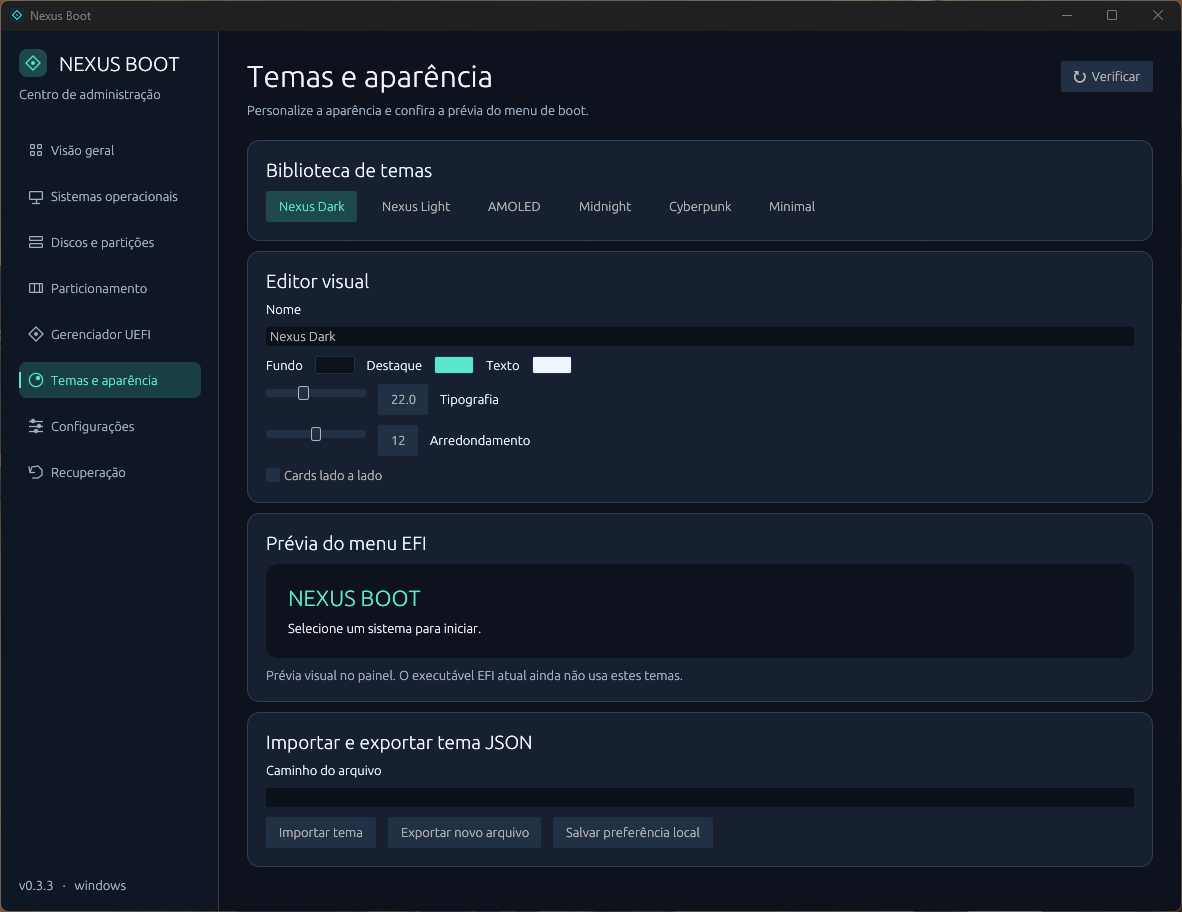 Nexus Boot
NEXUS BOOT
Centro de administração
Visão geral
Sistemas operacionais
Discos e partições
Particionamento
Gerenciador UEFI
Temas e aparência
Configurações
Recuperação
v0.3.3 · windows
Temas e aparência
Verificar
Personalize a aparência e confira a prévia do menu de boot.
Biblioteca de temas
Nexus Dark Nexus Light AMOLED Midnight Cyberpunk Minimal
Editor visual
Nome
Nexus Dark
Fundo Destaque Texto
22.0 Tipografia
12 Arredondamento
Cards lado a lado
Prévia do menu EFI
NEXUS BOOT
Selecione um sistema para iniciar.
Prévia visual no painel. O executável EFI atual ainda não usa estes temas.
Importar e exportar tema JSON
Caminho do arquivo
Importar tema Exportar novo arquivo Salvar preferência local